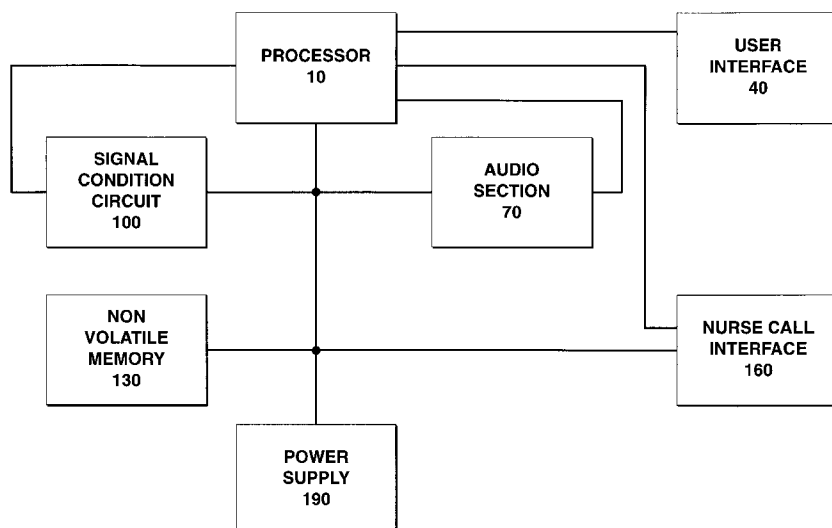 PROCESSOR
10
USER
INTERFACE
40
SIGNAL
CONDITION
CIRCUIT
100
AUDIO
SECTION
70
NON
VOLATILE
MEMORY
130
NURSE CALL
INTERFACE
160
POWER
SUPPLY
190